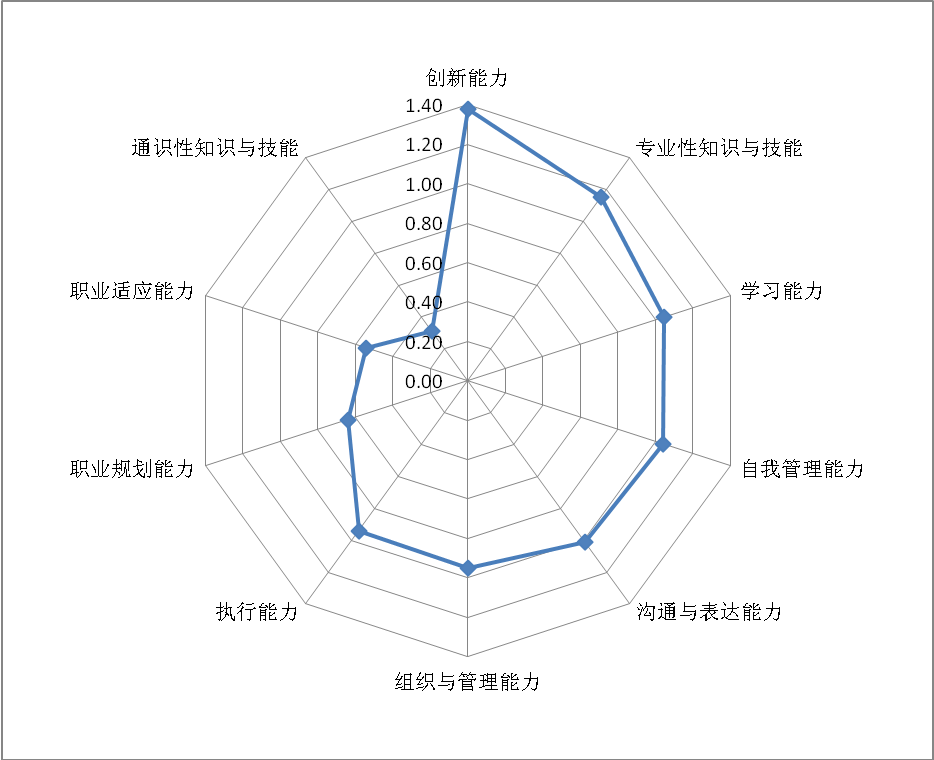 创新能力
1.40
通识性知识与技能
专业性知识与技能
1.20
1.00
0.80
0.60
职业适应能力
学习能力
0.40
0.20
0.00
职业规划能力
自我管理能力
执行能力
沟通与表达能力
组织与管理能力